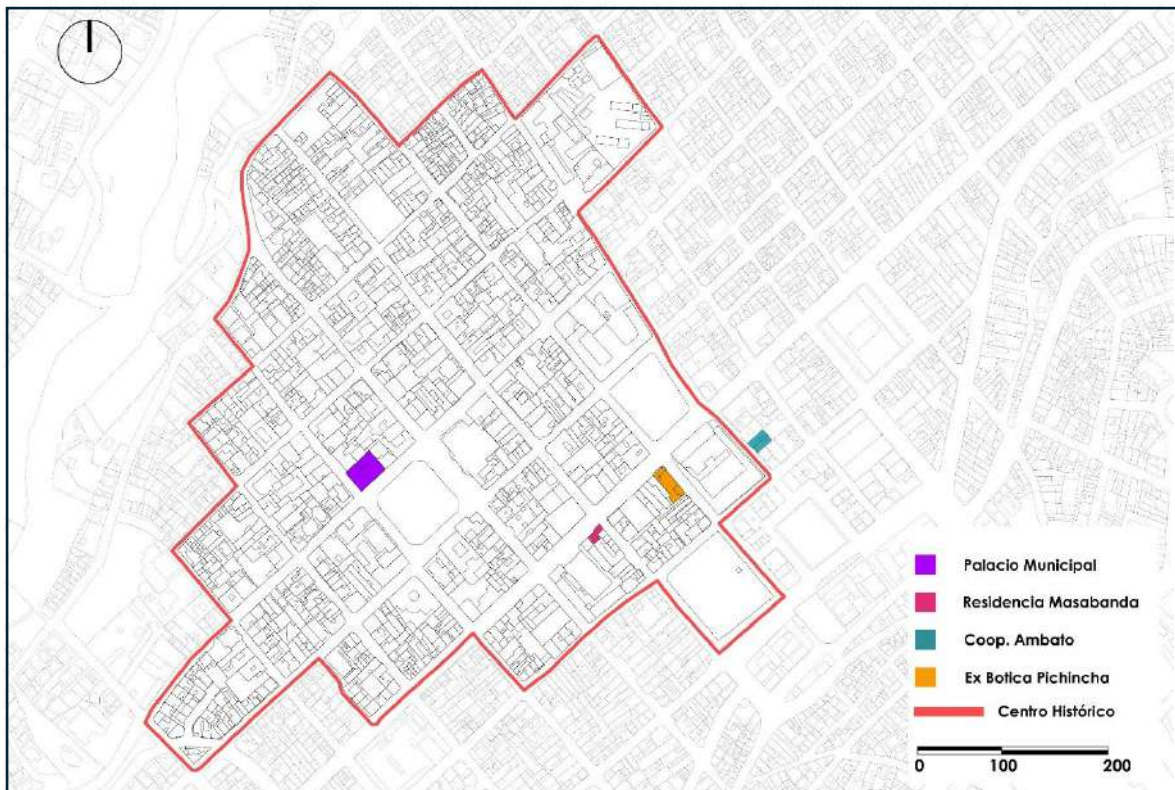 Palacio Municipal
Residencia Masabanda
Coop. Ambato
Ex Botica Pichincha
Centro Histórico
0 100 200